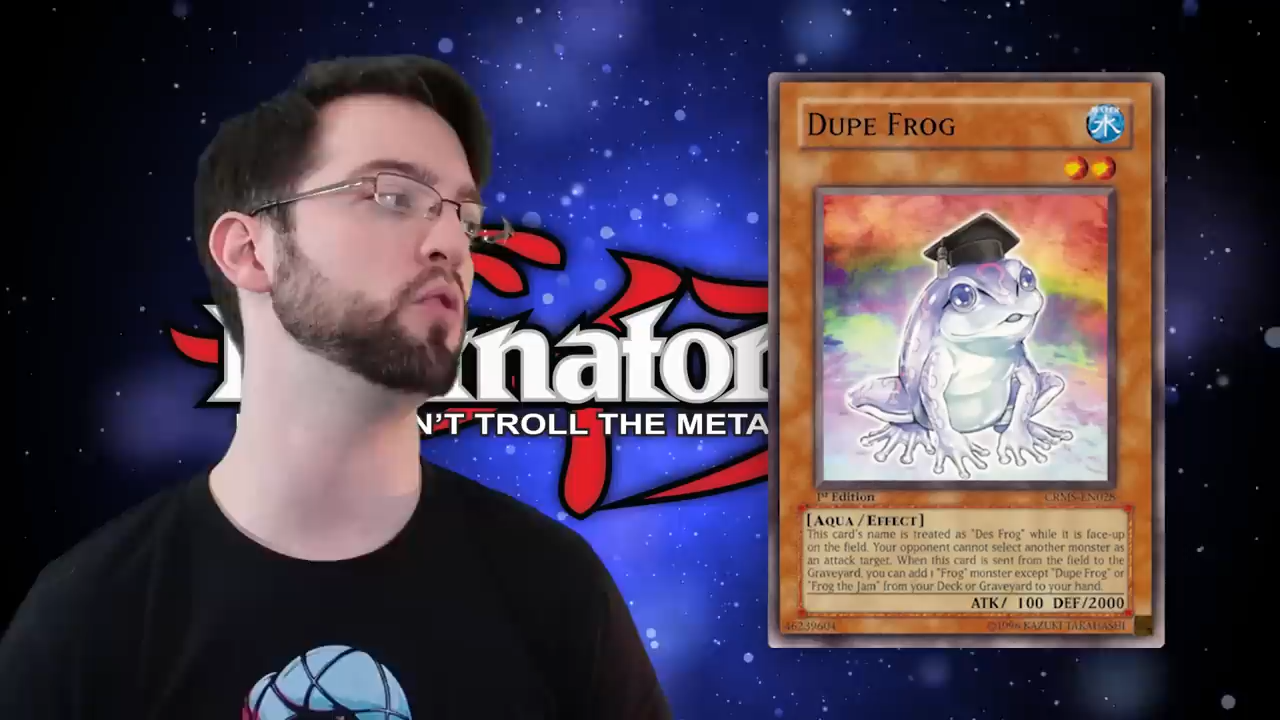 DUPE FROG
WATER
水
rnator
N'T TROLL THE META
1st Edition
CRMS-EN028
[AQUA / EFFECT]
This card's name is treated as "Des Frog" while it is face-up
on the field. Your opponent cannot select another monster as
an attack target. When this card is sent from the field to the
Graveyard, you can add 1 "Frog" monster except "Dupe Frog" or
"Frog the Jam" from your Deck or Graveyard to your hand.
ATK/ 100 DEF/2000
46239604
©1996 KAZUKI TAKAHASHI